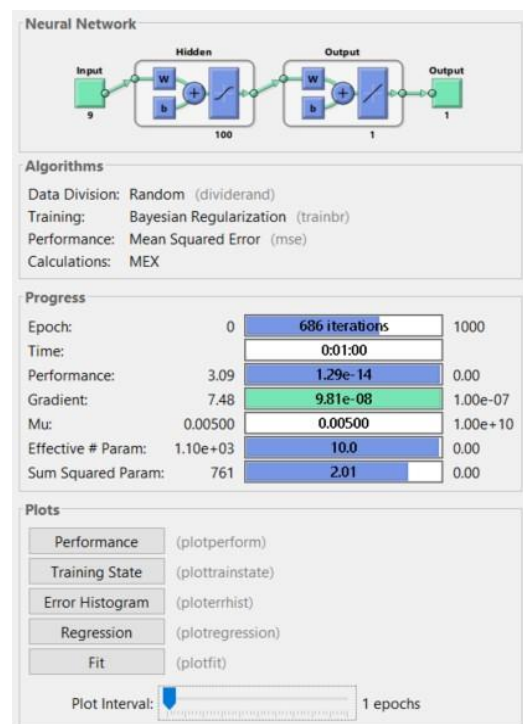 Neural Network
Hidden
Output
Input
Output
W
W
b
b
9
100
1
1
Algorithms
Data Division: Random (dividerand)
Training: Bayesian Regularization (trainbr)
Performance: Mean Squared Error (mse)
Calculations: MEX
Progress
Epoch: 0 686 iterations 1000
Time: 0:01:00
Performance: 3.09 1.29e-14 0.00
Gradient: 7.48 9.81e-08 1.00e-07
Mu: 0.00500 0.00500 1.00e+10
Effective # Param: 1.10e+03 10.0 0.00
Sum Squared Param: 761 2.01 0.00
Plots
Performance (plotperform)
Training State (plottrainstate)
Error Histogram (ploterrhist)
Regression (plotregression)
Fit (plotfit)
Plot Interval: 1 epochs